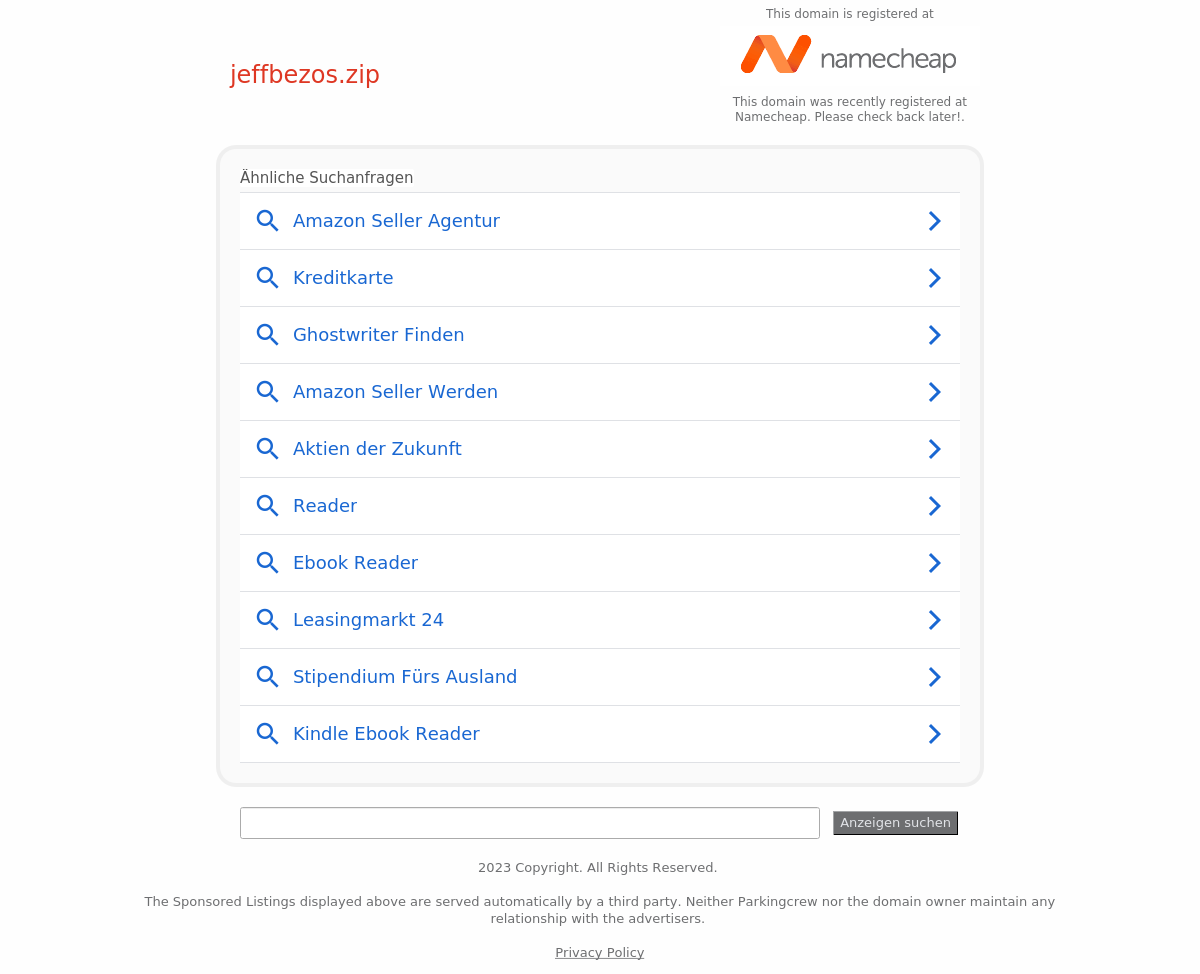 This domain is registered at
namecheap
jeffbezos.zip
This domain was recently registered at
Namecheap. Please check back later!.
Ähnliche Suchanfragen
Amazon Seller Agentur
Kreditkarte
Ghostwriter Finden
Amazon Seller Werden
Aktien der Zukunft
Reader
Ebook Reader
Leasingmarkt 24
Stipendium Fürs Ausland
Kindle Ebook Reader
Anzeigen suchen
2023 Copyright. All Rights Reserved.
The Sponsored Listings displayed above are served automatically by a third party. Neither Parkingcrew nor the domain owner maintain any
relationship with the advertisers.
Privacy Policy